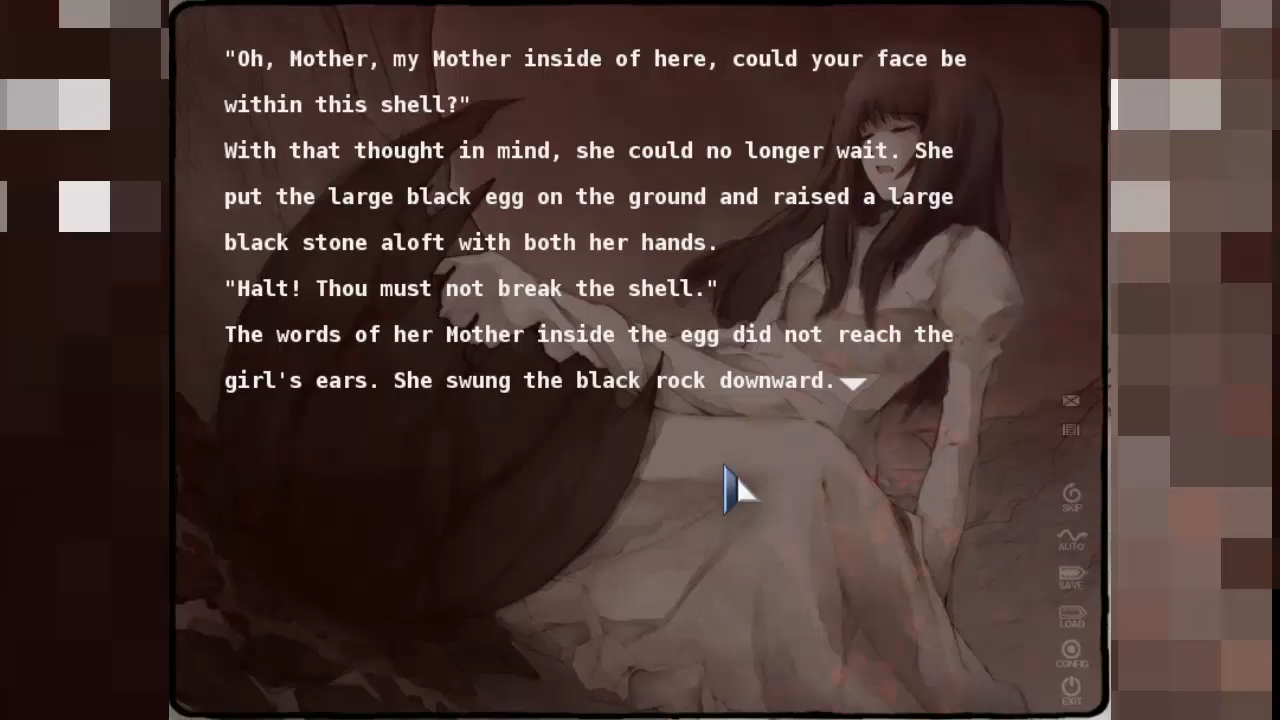 "Oh, Mother, my Mother inside of here, could your face be
within this shell?"
With that thought in mind, she could no longer wait. She
put the large black egg on the ground and raised a large
black stone aloft with both her hands.
"Halt! Thou must not break the shell."
The words of her Mother inside the egg did not reach the
girl's ears. She swung the black rock downward.
SKIP
AUTO
SAVE
LOAD
CONFIG
EXIT